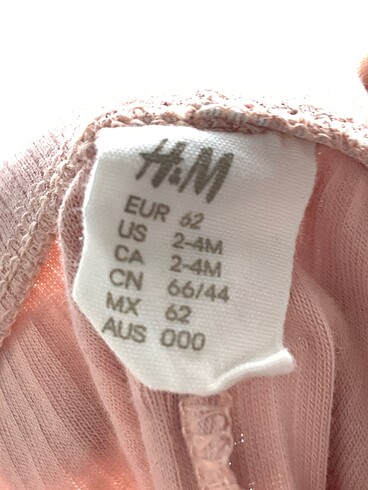 H&M
EUR 62
US 2-4M
CA 2-4M
CN 66/44
MX 62
AUS 000